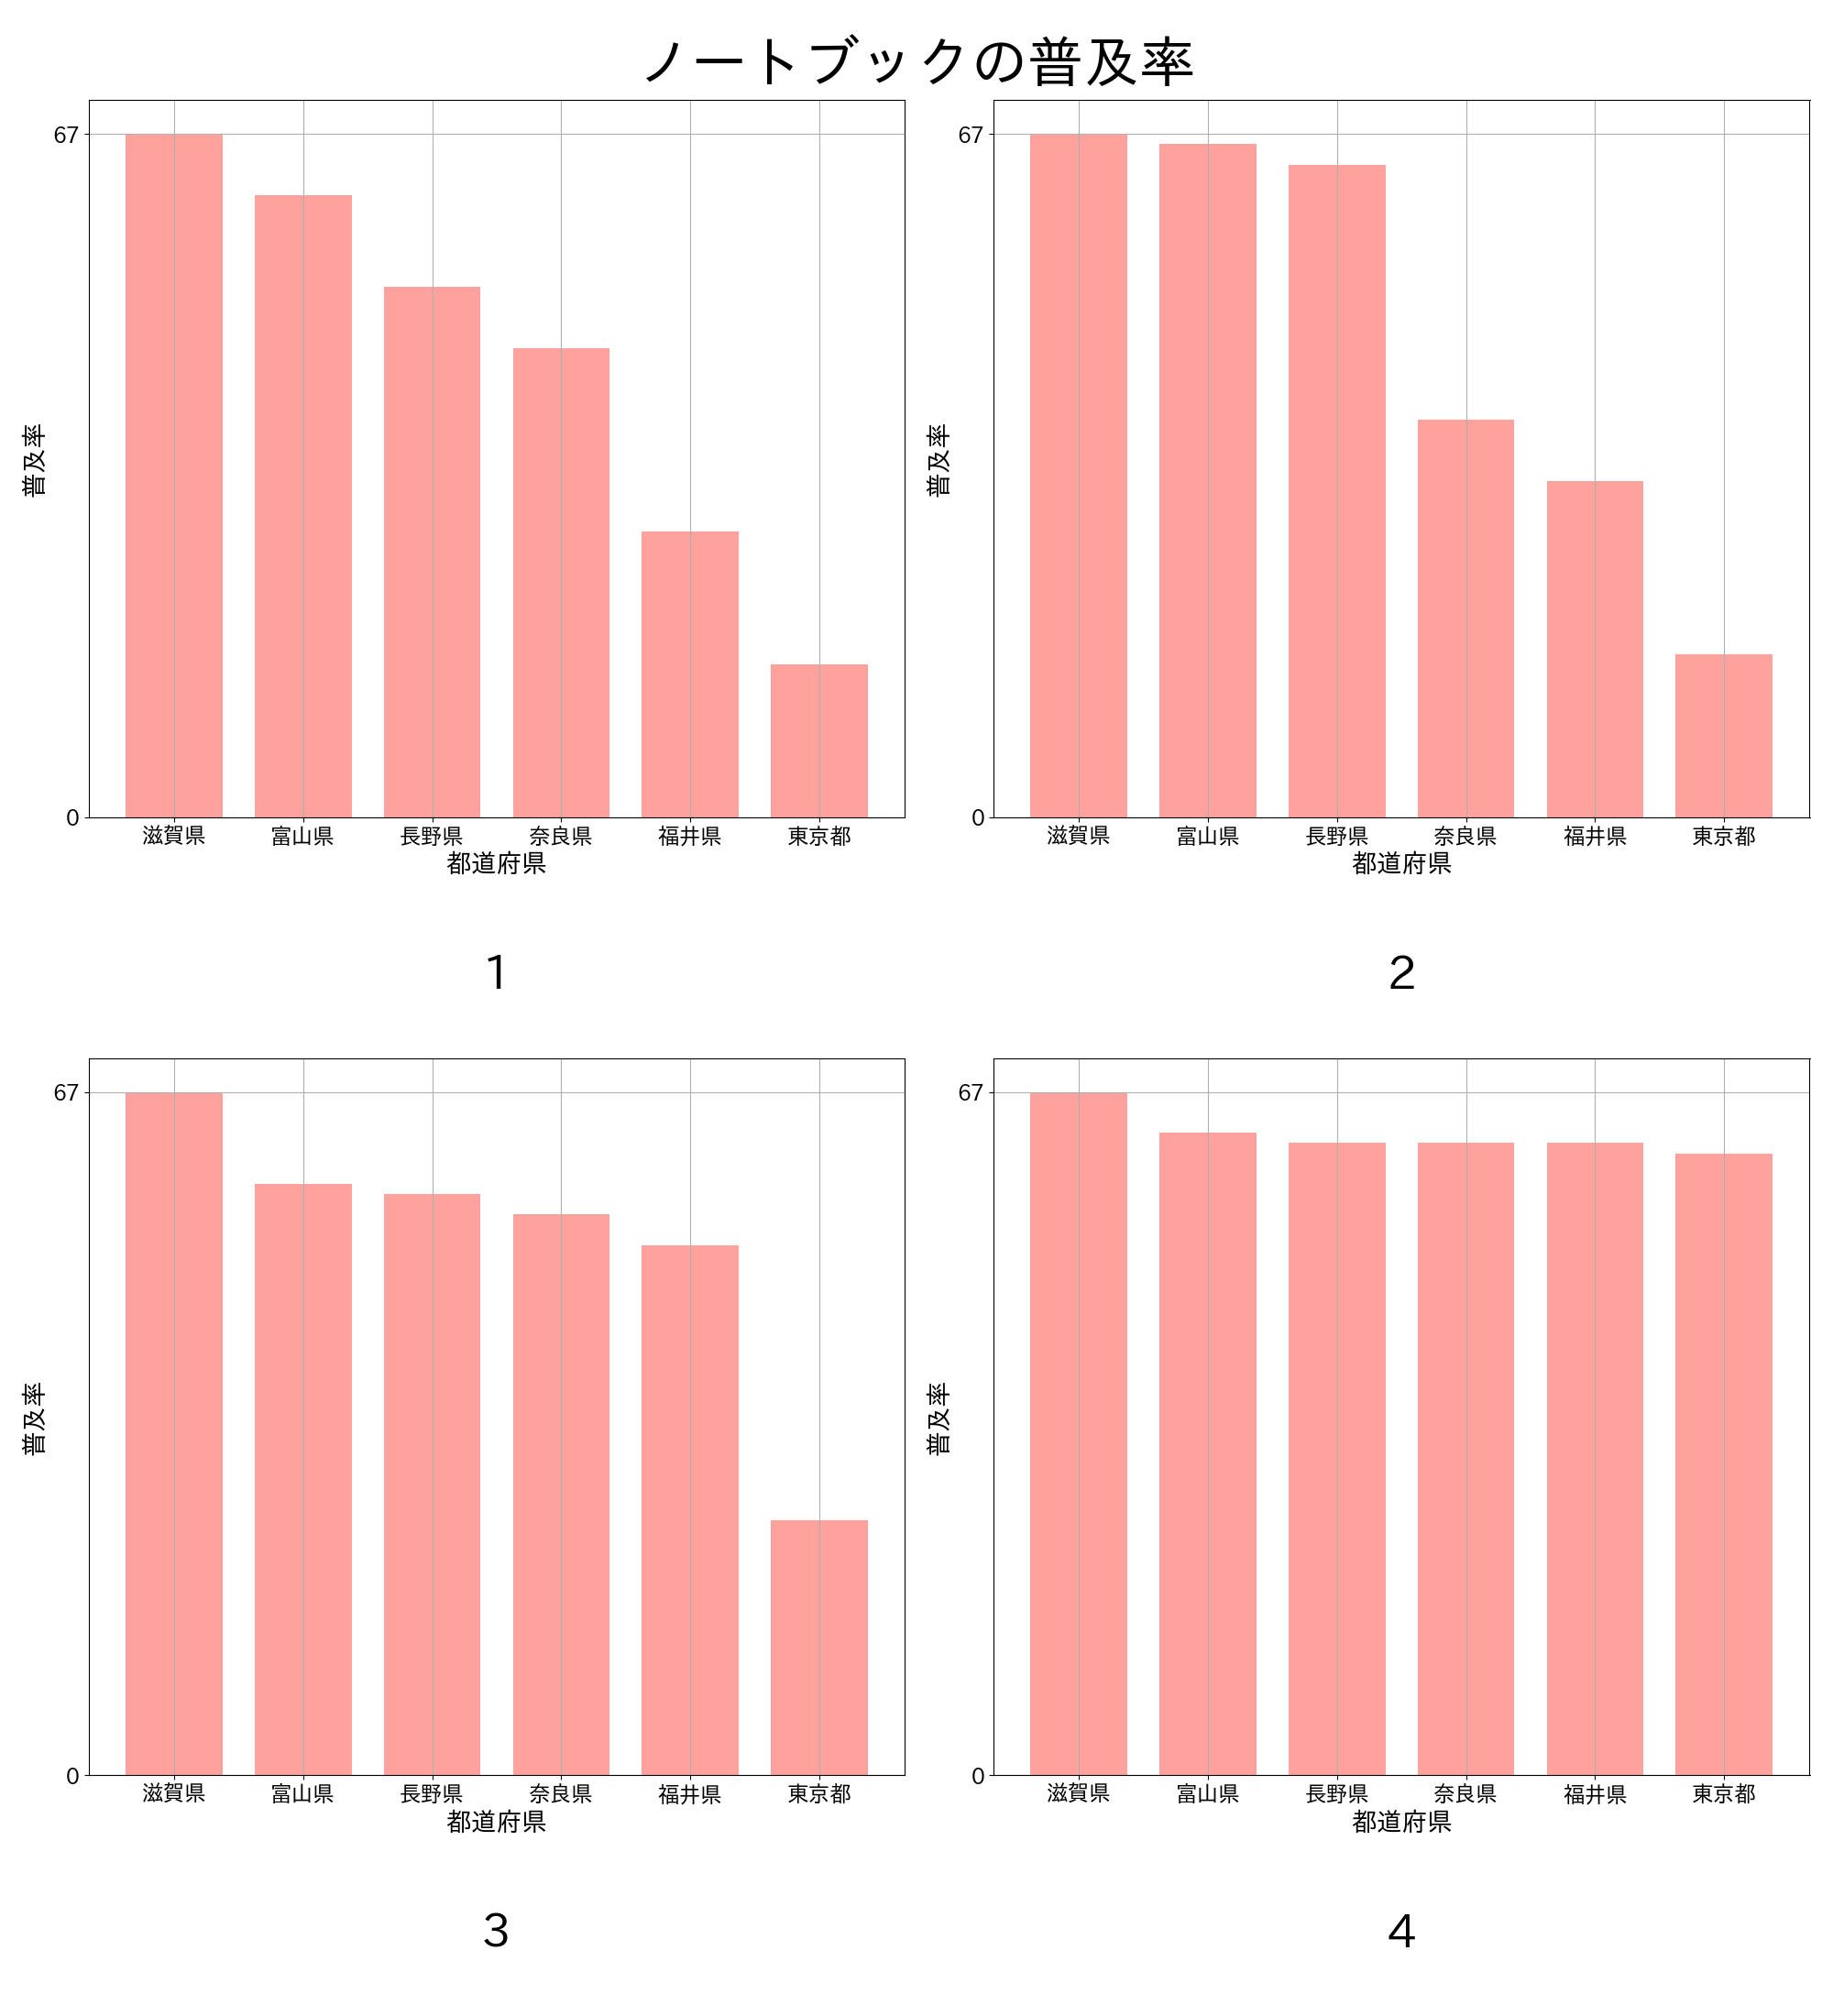 ノートブックの普及率
67
0
普及率
滋賀県 富山県 長野県 奈良県 福井県 東京都
都道府県
1
67
0
普及率
滋賀県 富山県 長野県 奈良県 福井県 東京都
都道府県
2
67
0
普及率
滋賀県 富山県 長野県 奈良県 福井県 東京都
都道府県
3
67
0
普及率
滋賀県 富山県 長野県 奈良県 福井県 東京都
都道府県
4